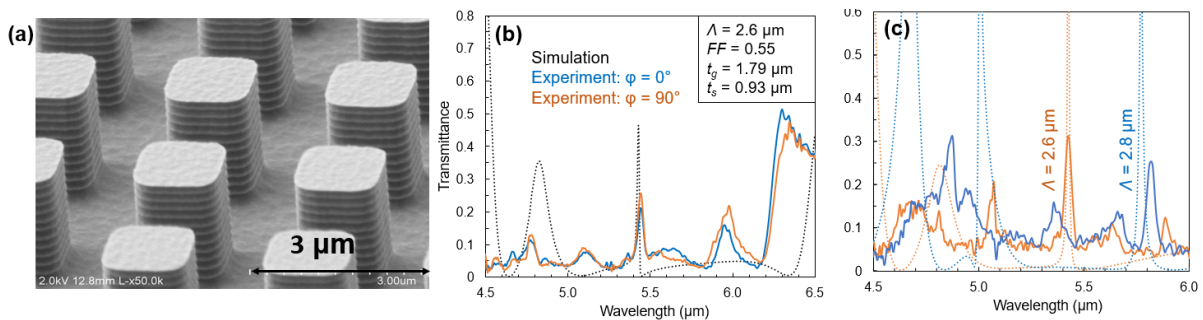 (a)
3 μm
2.0kV 12.8mm L-x50.0k
3.00um
(b)
Transmittance
0.8
0.7
0.6
0.5
0.4
0.3
0.2
0.1
0
Simulation
Experiment: φ = 0°
Experiment: φ = 90°
Λ = 2.6 μm
FF = 0.55
tg = 1.79 μm
ts = 0.93 μm
4.5 5.0 5.5 6.0 6.5
Wavelength (μm)
(c)
0.6
0.5
0.4
0.3
0.2
0.1
0
Λ = 2.6 μm
Λ = 2.8 μm
4.5 5.0 5.5 6.0
Wavelength (μm)